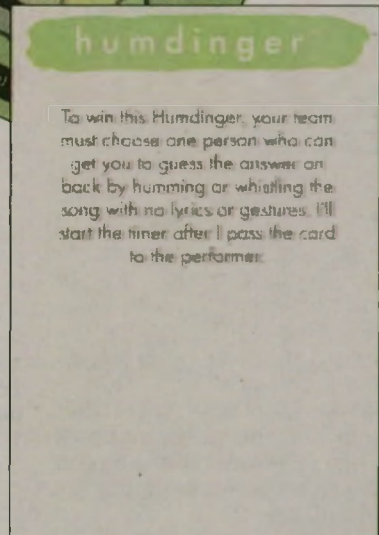 humdinger
To win this Humdinger, your team
must choose one person who can
get you to guess the answer on
back by humming or whistling the
song with no lyrics or gestures. I'll
start the timer after I pass the card
to the performer.